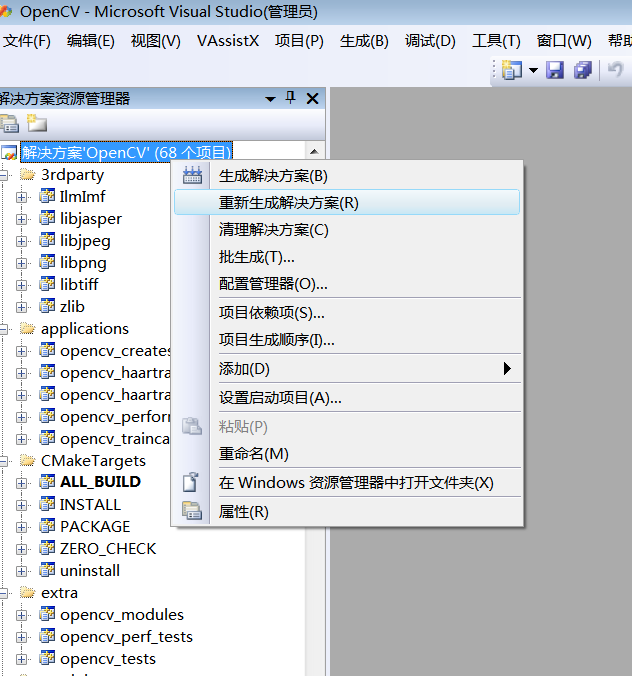 OpenCV - Microsoft Visual Studio(管理员)
文件(F) 编辑(E) 视图(V) VAssistX 项目(P) 生成(B) 调试(D) 工具(T) 窗口(W) 帮助
解决方案资源管理器
解决方案'OpenCV' (68 个项目)
3rdparty
IlmImf
libjasper
libjpeg
libpng
libtiff
zlib
applications
opencv_creates
opencv_haartra
opencv_haartra
opencv_perfor
opencv_trainca
CMakeTargets
ALL_BUILD
INSTALL
PACKAGE
ZERO_CHECK
uninstall
extra
opencv_modules
opencv_perf_tests
opencv_tests
生成解决方案(B)
重新生成解决方案(R)
清理解决方案(C)
批生成(T)...
配置管理器(O)...
项目依赖项(S)...
项目生成顺序(I)...
添加(D)
设置启动项目(A)...
粘贴(P)
重命名(M)
在 Windows 资源管理器中打开文件夹(X)
属性(R)